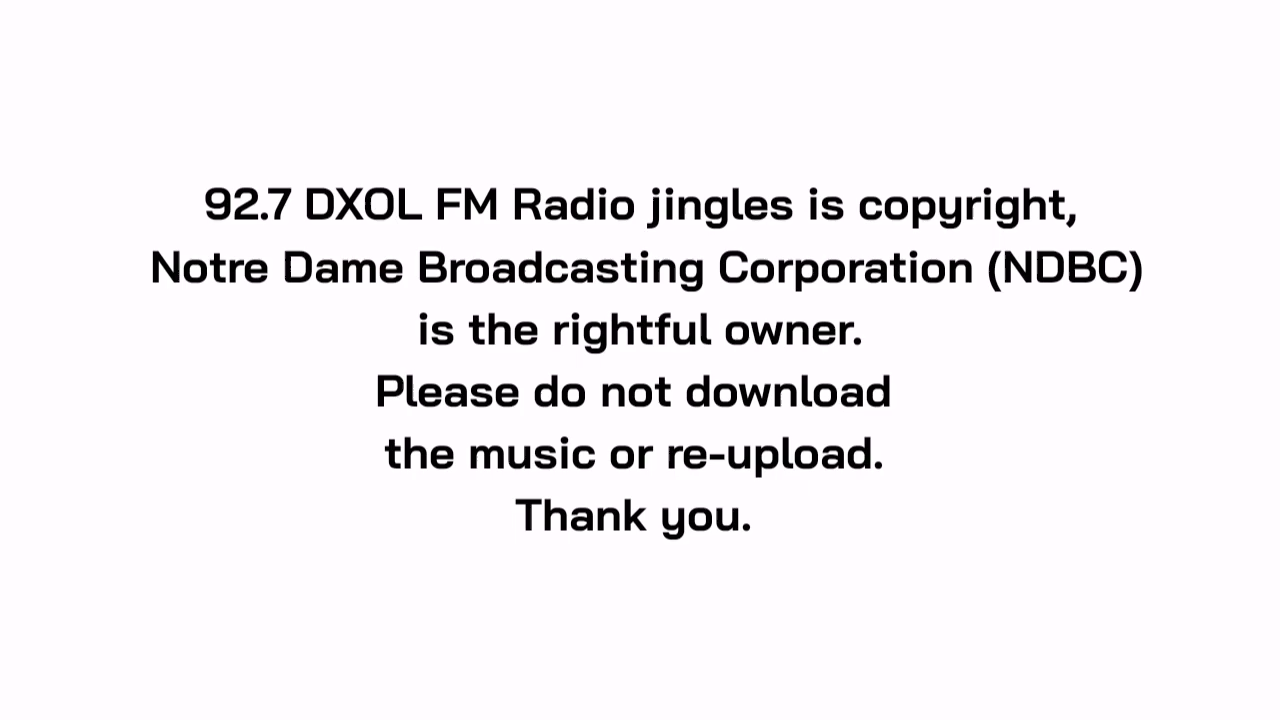 92.7 DXOL FM Radio jingles is copyright,
Notre Dame Broadcasting Corporation (NDBC)
is the rightful owner.
Please do not download
the music or re-upload.
Thank you.